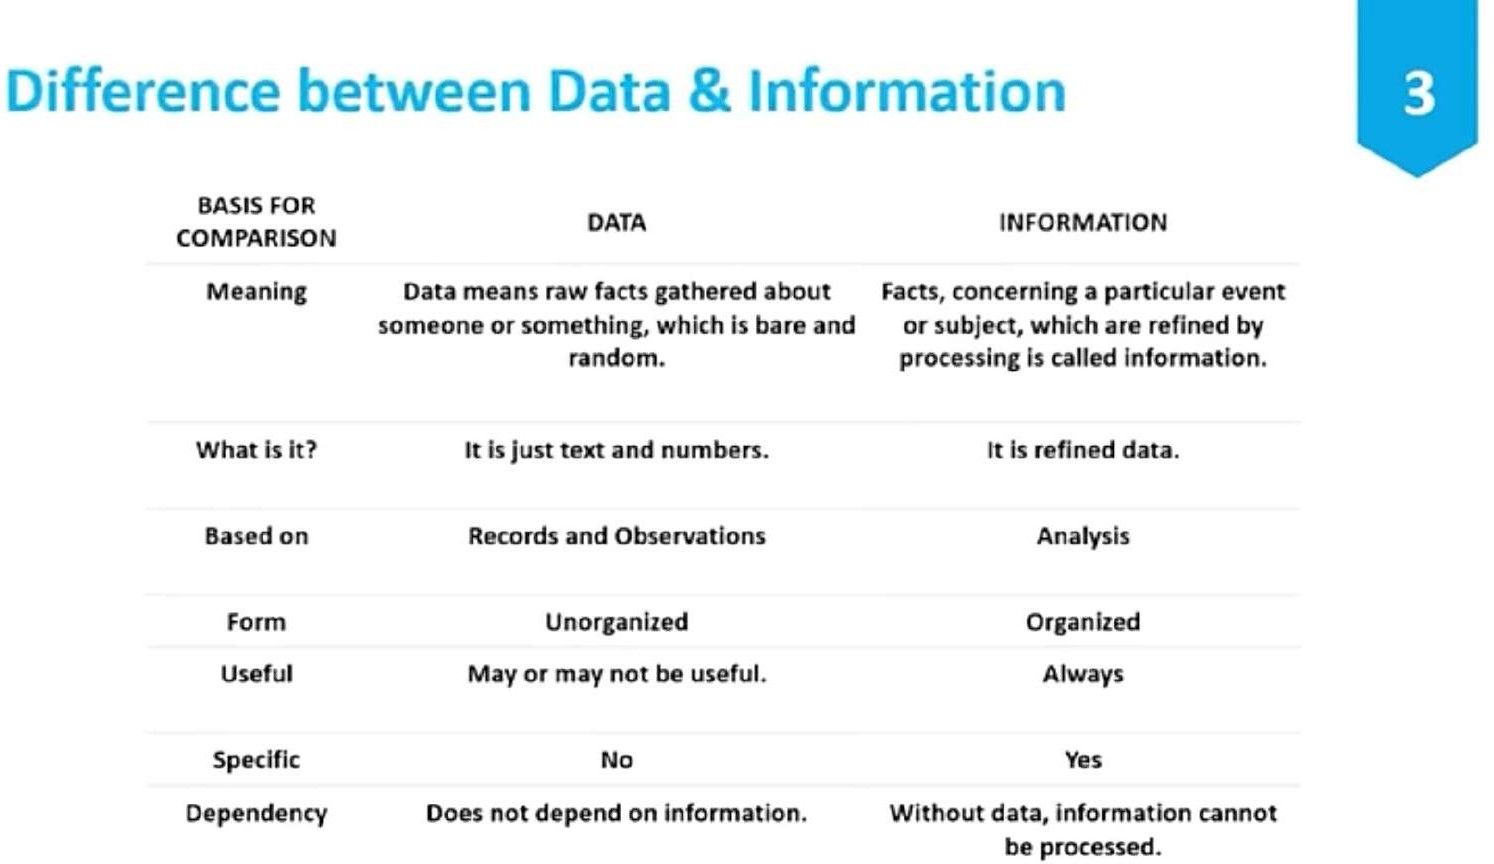 Difference between Data & Information
3
BASIS FOR
COMPARISON
DATA
INFORMATION
Meaning
Data means raw facts gathered about
someone or something, which is bare and
random.
Facts, concerning a particular event
or subject, which are refined by
processing is called information.
What is it?
It is just text and numbers.
It is refined data.
Based on
Records and Observations
Analysis
Form
Unorganized
Organized
Useful
May or may not be useful.
Always
Specific
No
Yes
Dependency
Does not depend on information.
Without data, information cannot
be processed.